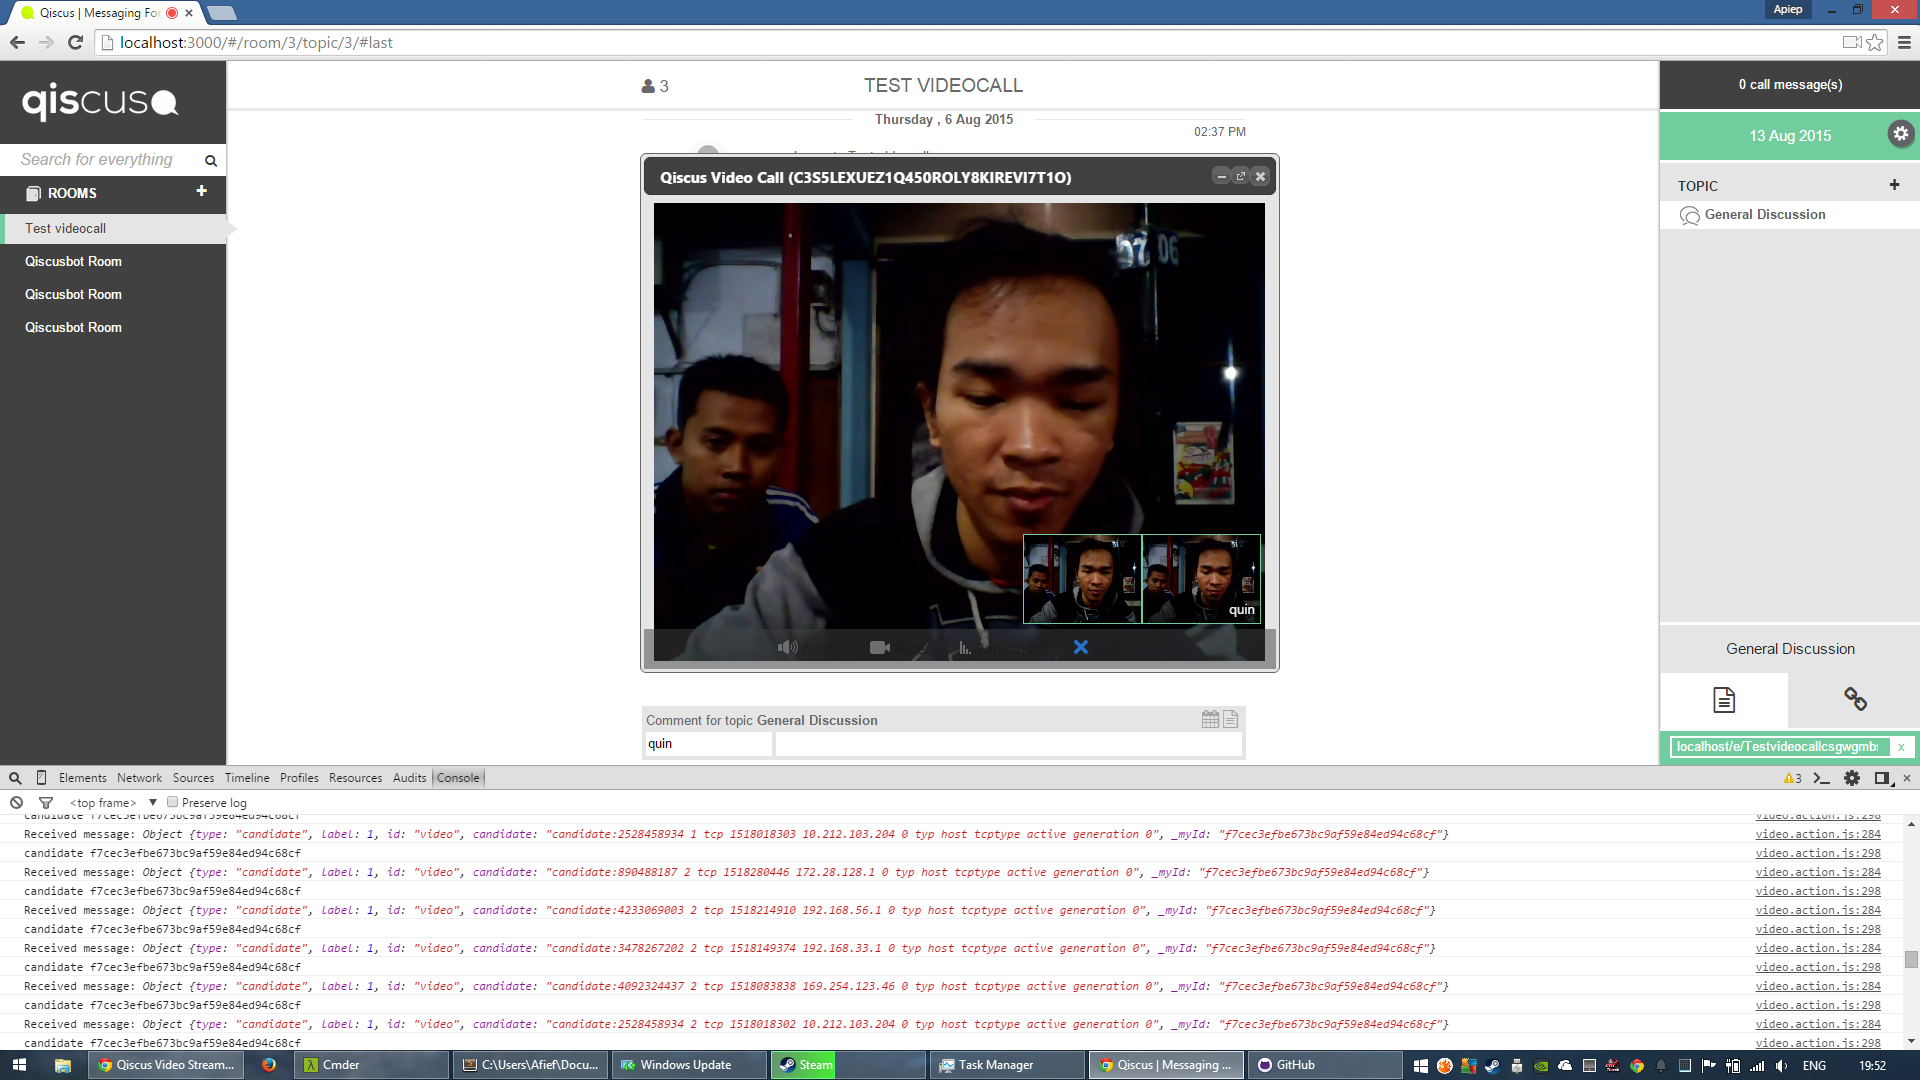 Qiscus | Messaging For
Apiep
localhost:3000/#/room/3/topic/3/#last
qiscus
Search for everything
ROOMS +
Test videocall
Qiscusbot Room
Qiscusbot Room
Qiscusbot Room
3
TEST VIDEOCALL
Thursday , 6 Aug 2015
02:37 PM
Qiscus Video Call (C3S5LEXUEZ1Q450ROLY8KIREVI7T1O)
07 06
quin
Audio
Comment for topic General Discussion
quin
0 call message(s)
13 Aug 2015
TOPIC +
General Discussion
General Discussion
localhost/e/Testvideocallcsgwgmb x
Elements Network Sources Timeline Profiles Resources Audits Console 3
<top frame> Preserve log
candidate f7cec3efbe673bc9af59e84ed94c68cf video.action.js:298
Received message: Object {type: "candidate", label: 1, id: "video", candidate: "candidate:2528458934 1 tcp 1518018303 10.212.103.204 0 typ host tcptype active generation 0", _myId: "f7cec3efbe673bc9af59e84ed94c68cf"} video.action.js:284
candidate f7cec3efbe673bc9af59e84ed94c68cf video.action.js:298
Received message: Object {type: "candidate", label: 1, id: "video", candidate: "candidate:890488187 2 tcp 1518280446 172.28.128.1 0 typ host tcptype active generation 0", _myId: "f7cec3efbe673bc9af59e84ed94c68cf"} video.action.js:284
candidate f7cec3efbe673bc9af59e84ed94c68cf video.action.js:298
Received message: Object {type: "candidate", label: 1, id: "video", candidate: "candidate:4233069003 2 tcp 1518214910 192.168.56.1 0 typ host tcptype active generation 0", _myId: "f7cec3efbe673bc9af59e84ed94c68cf"} video.action.js:284
candidate f7cec3efbe673bc9af59e84ed94c68cf video.action.js:298
Received message: Object {type: "candidate", label: 1, id: "video", candidate: "candidate:3478267202 2 tcp 1518149374 192.168.33.1 0 typ host tcptype active generation 0", _myId: "f7cec3efbe673bc9af59e84ed94c68cf"} video.action.js:284
candidate f7cec3efbe673bc9af59e84ed94c68cf video.action.js:298
Received message: Object {type: "candidate", label: 1, id: "video", candidate: "candidate:4092324437 2 tcp 1518083838 169.254.123.46 0 typ host tcptype active generation 0", _myId: "f7cec3efbe673bc9af59e84ed94c68cf"} video.action.js:284
candidate f7cec3efbe673bc9af59e84ed94c68cf video.action.js:298
Received message: Object {type: "candidate", label: 1, id: "video", candidate: "candidate:2528458934 2 tcp 1518018302 10.212.103.204 0 typ host tcptype active generation 0", _myId: "f7cec3efbe673bc9af59e84ed94c68cf"} video.action.js:284
candidate f7cec3efbe673bc9af59e84ed94c68cf video.action.js:298
Qiscus Video Stream... Cmder C:\Users\Afief\Docu... Windows Update Steam Task Manager Qiscus | Messaging ... GitHub ENG 19:52